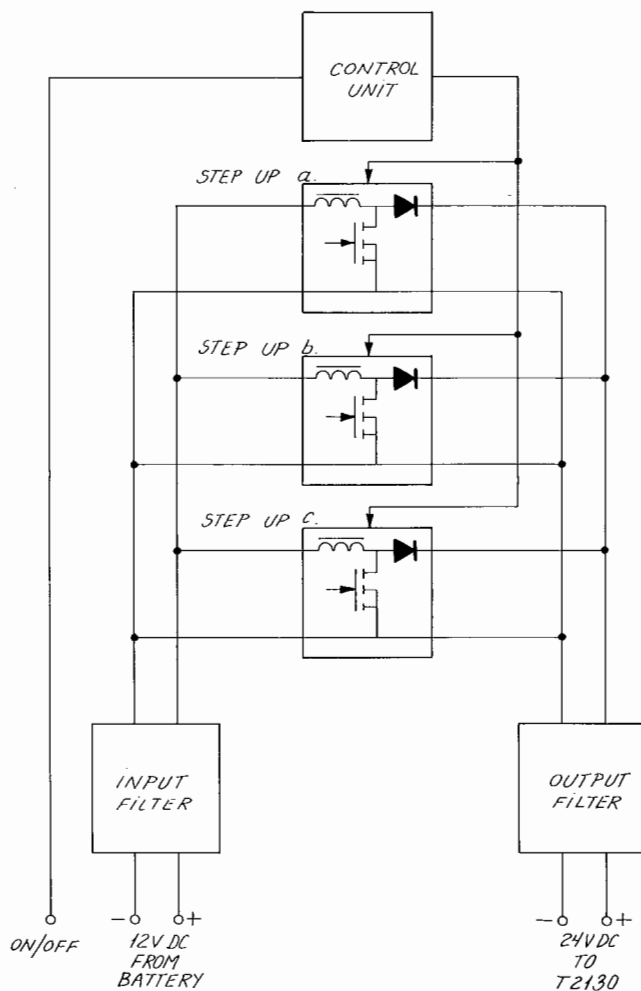 CONTROL
UNIT
STEP UP a.
STEP UP b.
STEP UP c.
INPUT
FILTER
OUTPUT
FILTER
ON/OFF
- +
12V DC
FROM
BATTERY
- +
24V DC
TO
T2130